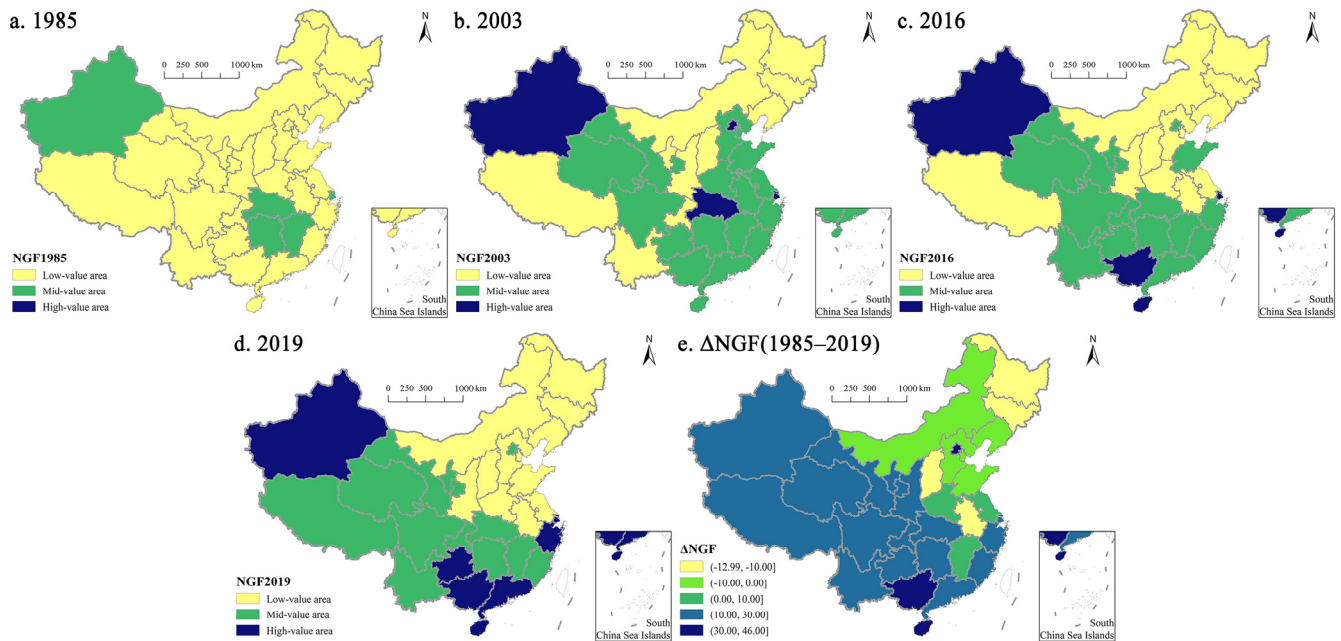 a. 1985
N
0 250 500 1000 km
NGF1985
Low-value area
Mid-value area
High-value area
South
China Sea Islands
b. 2003
N
0 250 500 1000 km
NGF2003
Low-value area
Mid-value area
High-value area
South
China Sea Islands
c. 2016
N
0 250 500 1000 km
NGF2016
Low-value area
Mid-value area
High-value area
South
China Sea Islands
d. 2019
N
0 250 500 1000 km
NGF2019
Low-value area
Mid-value area
High-value area
South
China Sea Islands
e. ΔNGF(1985–2019)
N
0 250 500 1000 km
ΔNGF
(-12.99, -10.00]
(-10.00, 0.00]
(0.00, 10.00]
(10.00, 30.00]
(30.00, 46.00]
South
China Sea Islands